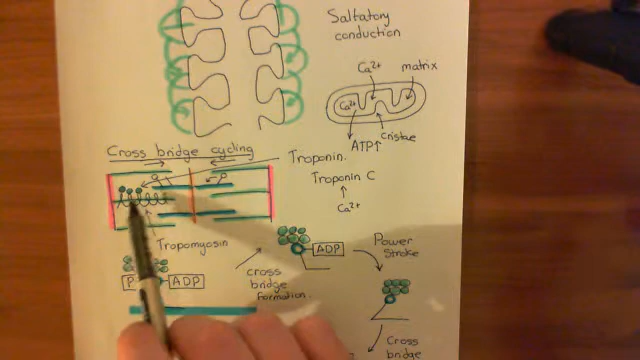 Saltatory
conduction
Ca2+
matrix
Ca2+
cristae
ATP↑
Cross bridge cycling
Troponin.
Troponin C
Ca2+
Tropomyosin
P
ADP
Cross
bridge
Formation.
ADP
Power
Stroke
Cross
bridge